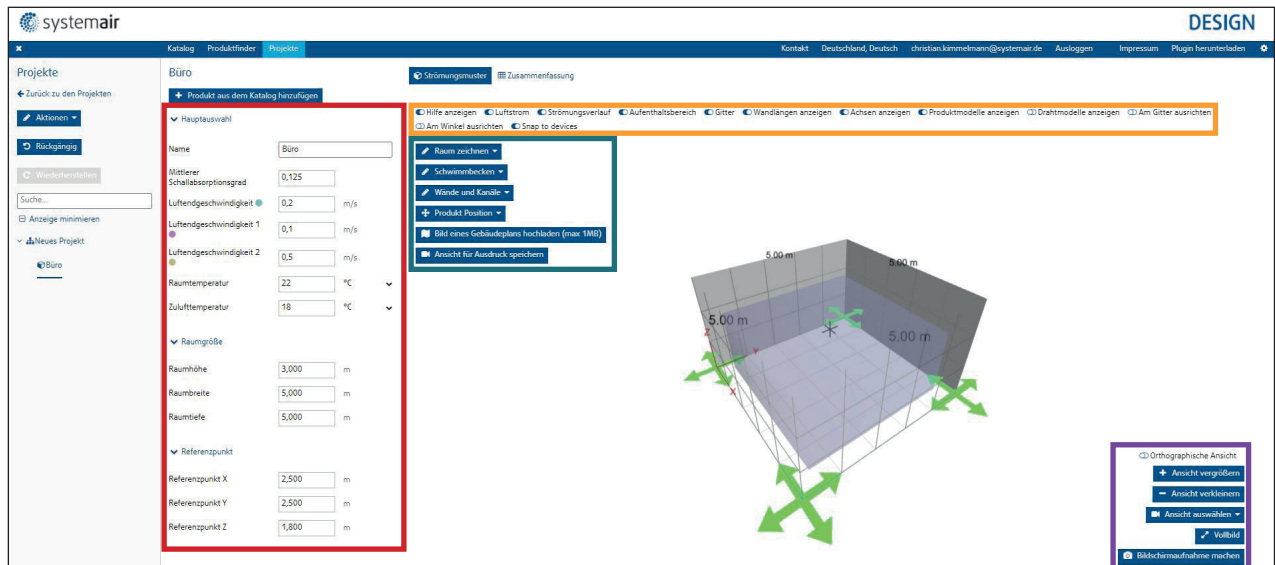 systemair
DESIGN
Katalog Produktfinder Projekte Kontakt Deutschland, Deutsch christian.kimmelmann@systemair.de Ausloggen Impressum Plugin herunterladen
Projekte
Zurück zu den Projekten
Aktionen
Rückgängig
Wiederherstellen
Suche...
Anzeige minimieren
Neues Projekt
Büro
Büro
Produkt aus dem Katalog hinzufügen
Hauptauswahl
Name Büro
Mittlerer
Schallabsorptionsgrad 0,125
Luftendgeschwindigkeit 0,2 m/s
Luftendgeschwindigkeit 1 0,1 m/s
Luftendgeschwindigkeit 2 0,5 m/s
Raumtemperatur 22 °C
Zulufttemperatur 18 °C
Raumgröße
Raumhöhe 3,000 m
Raumbreite 5,000 m
Raumtiefe 5,000 m
Referenzpunkt
Referenzpunkt X 2,500 m
Referenzpunkt Y 2,500 m
Referenzpunkt Z 1,800 m
Strömungsmuster Zusammenfassung
Hilfe anzeigen Luftstrom Strömungsverlauf Aufenthaltsbereich Gitter Wandlängen anzeigen Achsen anzeigen Produktmodelle anzeigen Drahtmodelle anzeigen Am Gitter ausrichten
Am Winkel ausrichten Snap to devices
Raum zeichnen
Schwimmbecken
Wände und Kanäle
Produkt Position
Bild eines Gebäudeplans hochladen (max 1MB)
Ansicht für Ausdruck speichern
5.00 m
5.00 m
5.00 m
5.00 m
Z
Y
X
Orthographische Ansicht
Ansicht vergrößern
Ansicht verkleinern
Ansicht auswählen
Vollbild
Bildschirmaufnahme machen